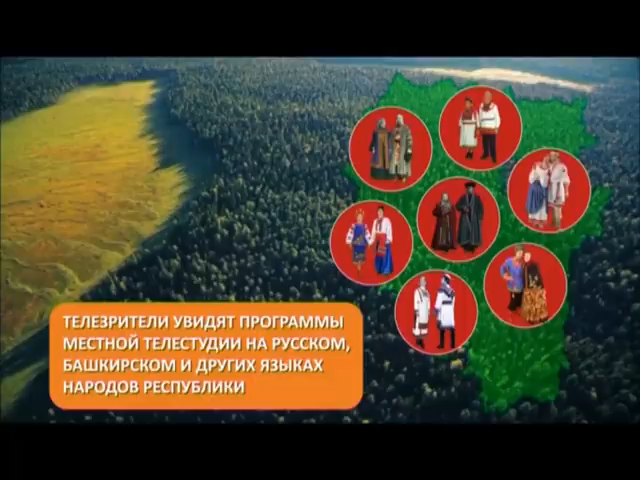 ТЕЛЕЗРИТЕЛИ УВИДЯТ ПРОГРАММЫ
МЕСТНОЙ ТЕЛЕСТУДИИ НА РУССКОМ,
БАШКИРСКОМ И ДРУГИХ ЯЗЫКАХ
НАРОДОВ РЕСПУБЛИКИ